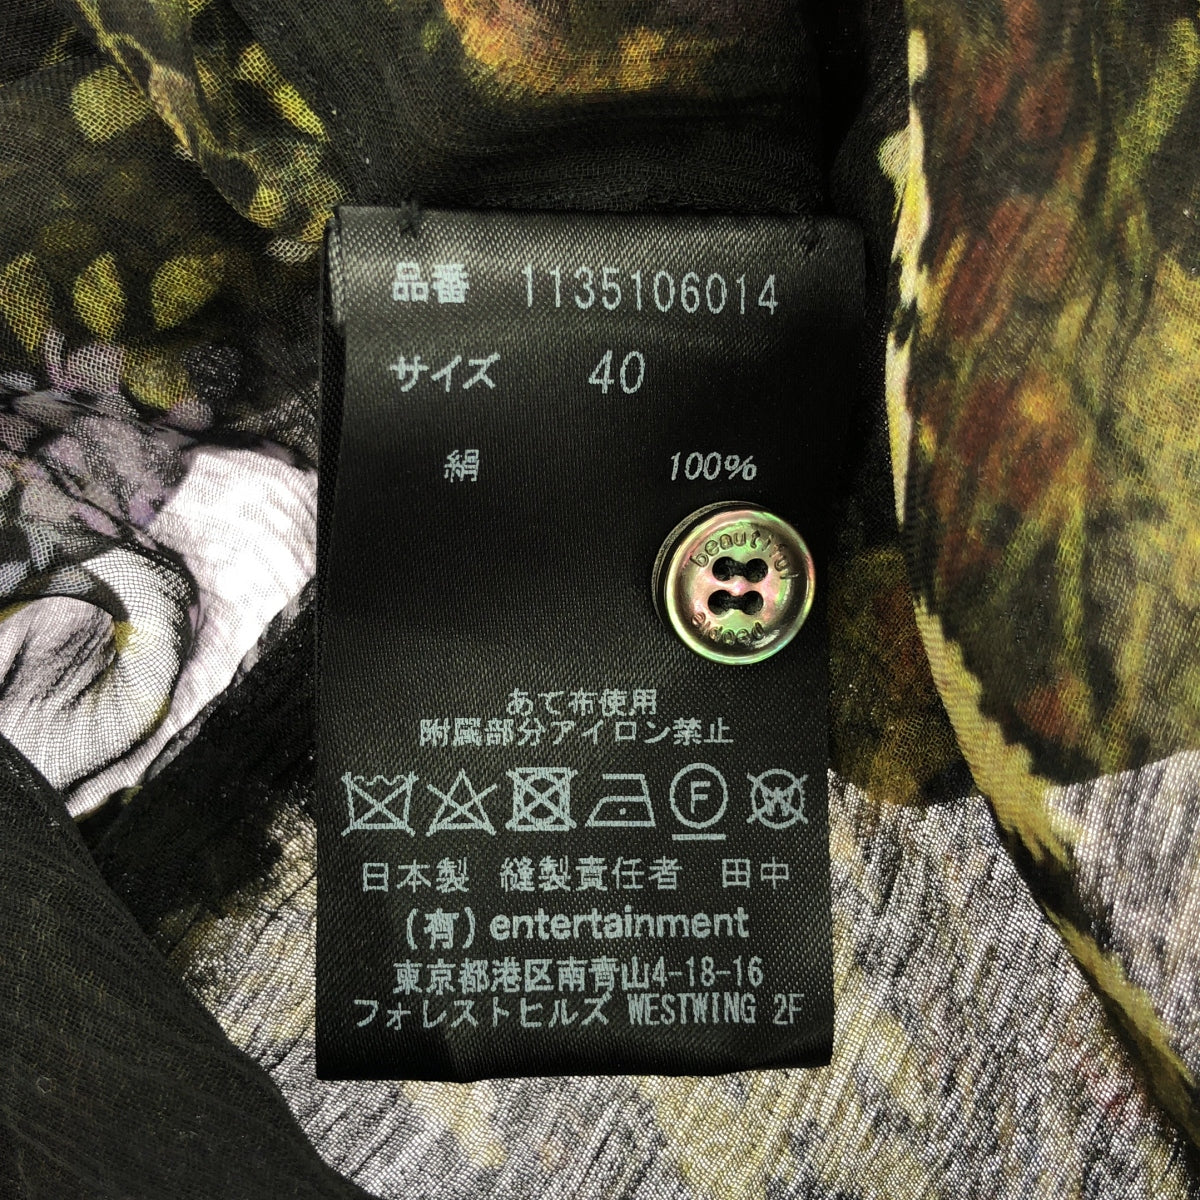 品番 1135106014
サイズ 40
絹 100%
beautiful
people
あて布使用
附属部分アイロン禁止
F W
日本製 縫製責任者 田中
(有) entertainment
東京都港区南青山4-18-16
フォレストヒルズ WESTWING 2F